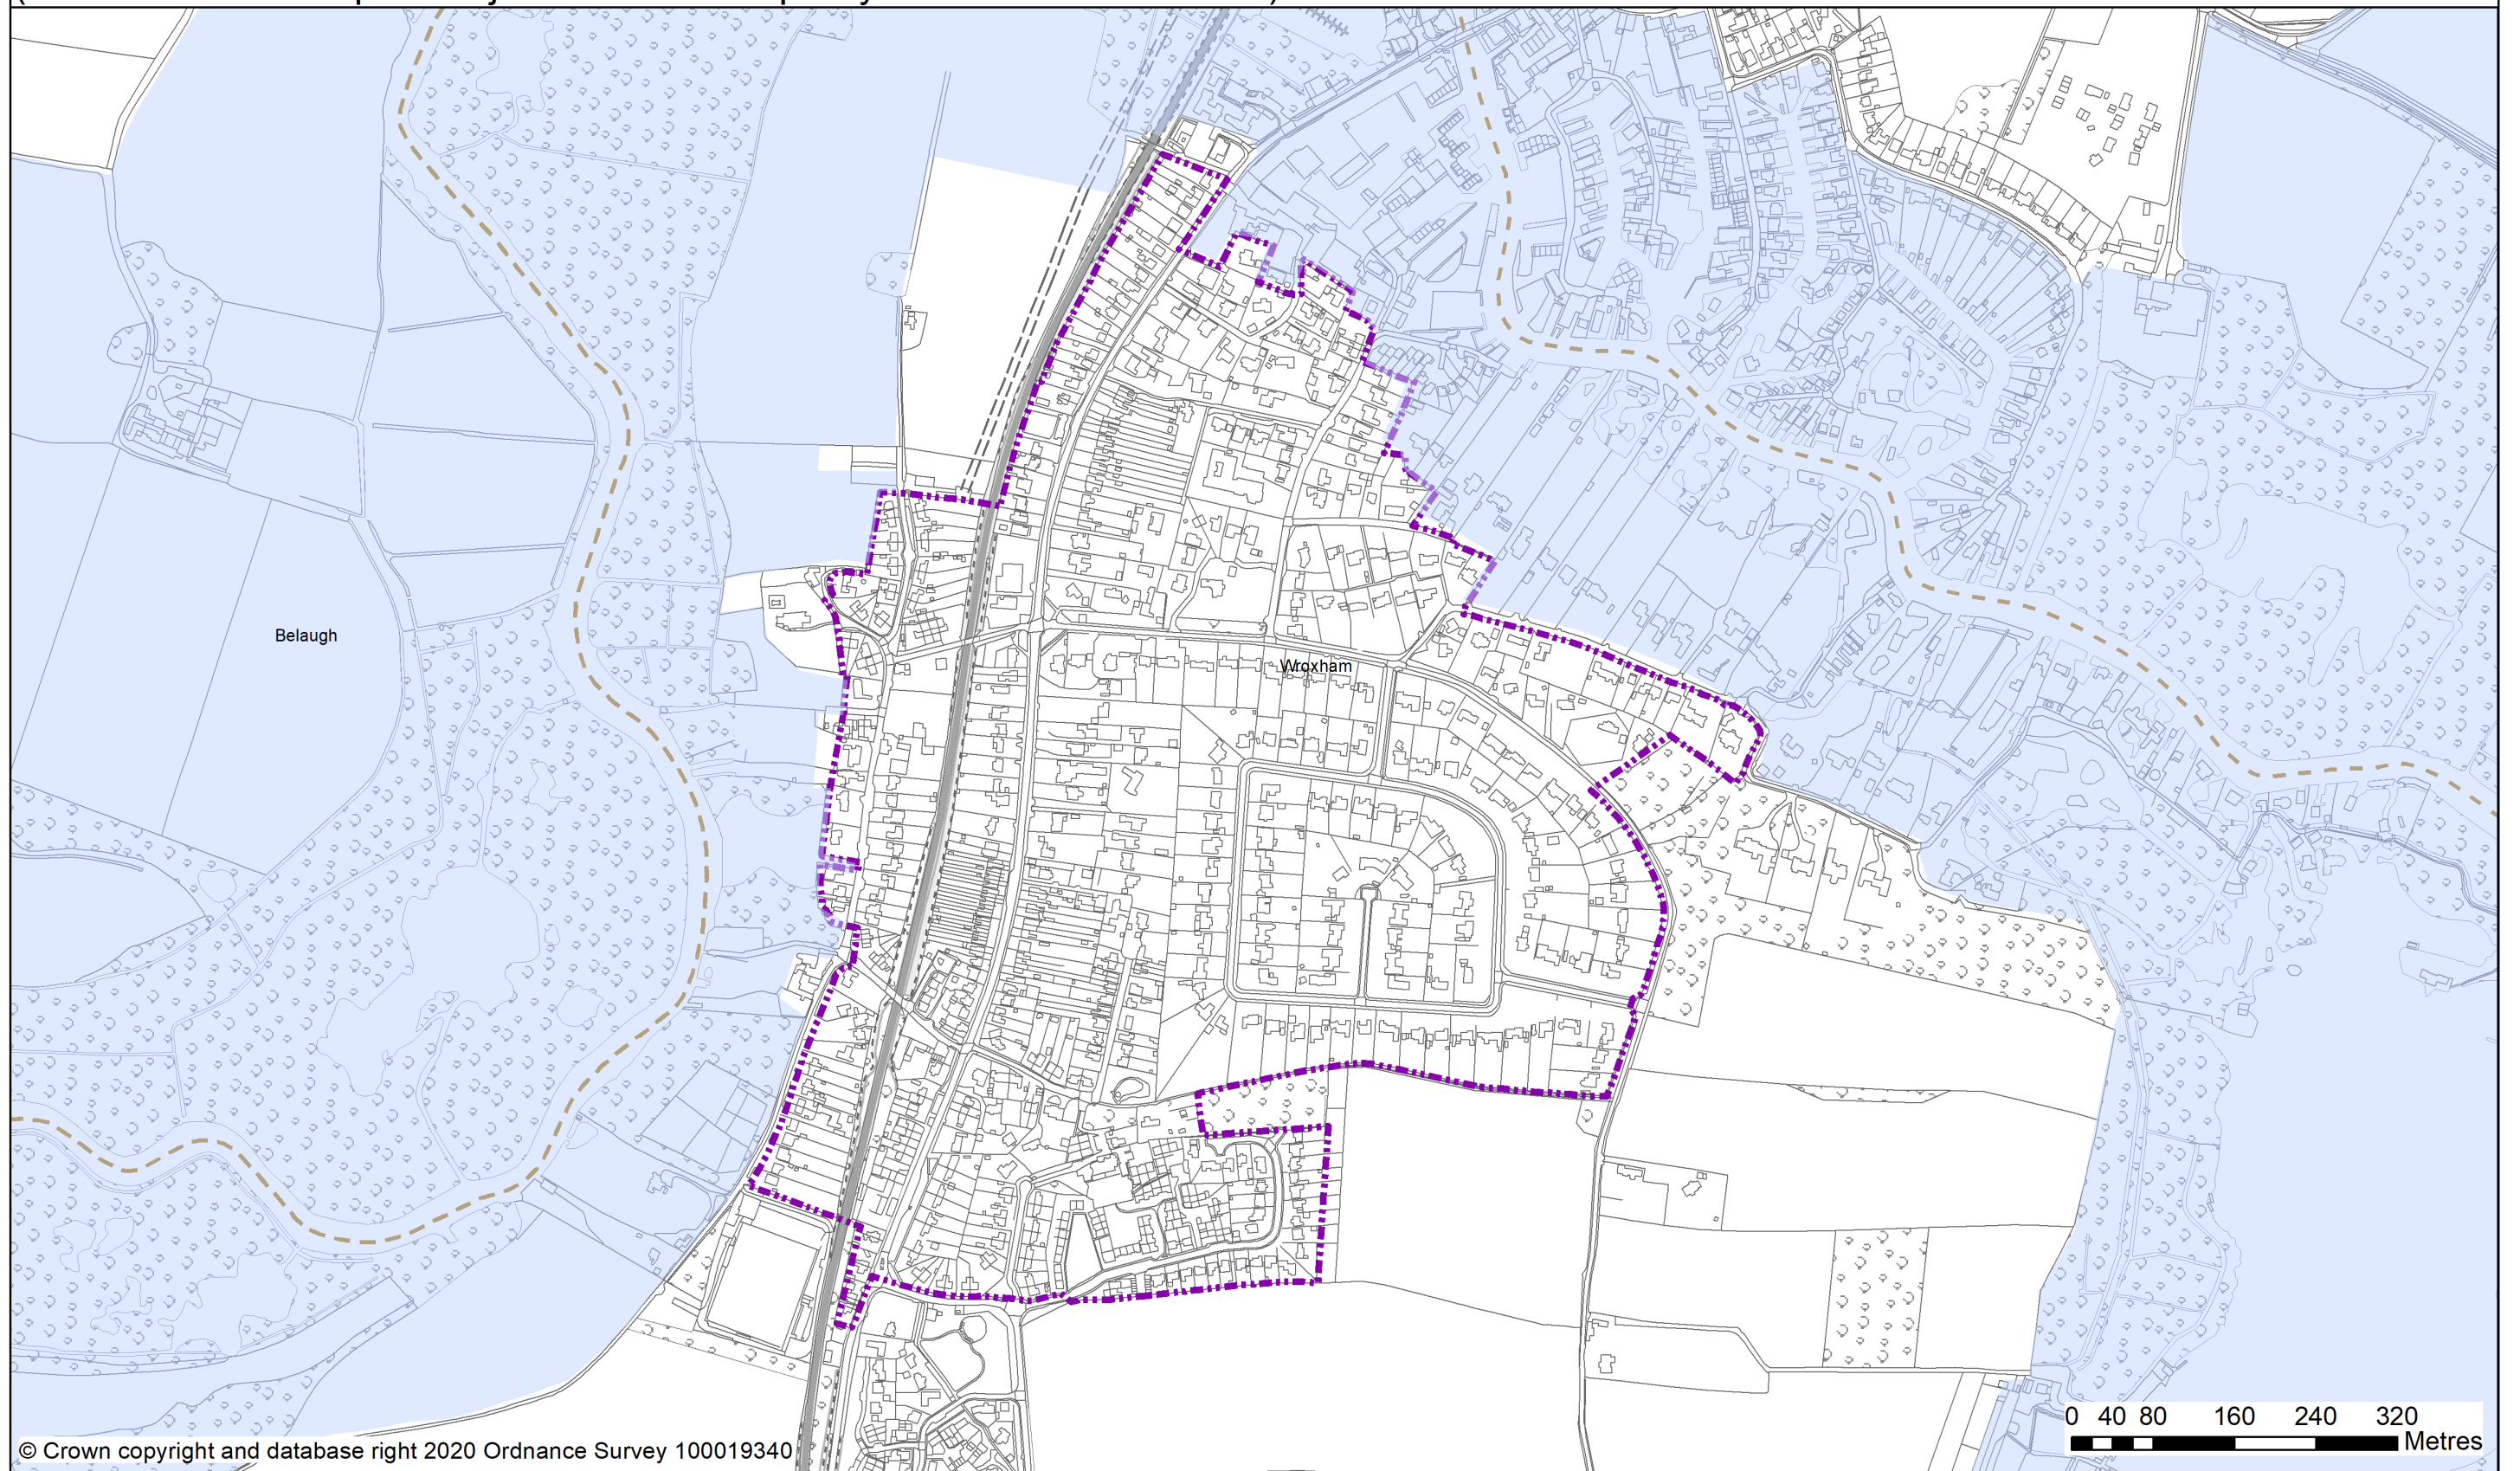 Belaugh
Wroxham
0 40 80 160 240 320
Metres
© Crown copyright and database right 2020 Ordnance Survey 100019340